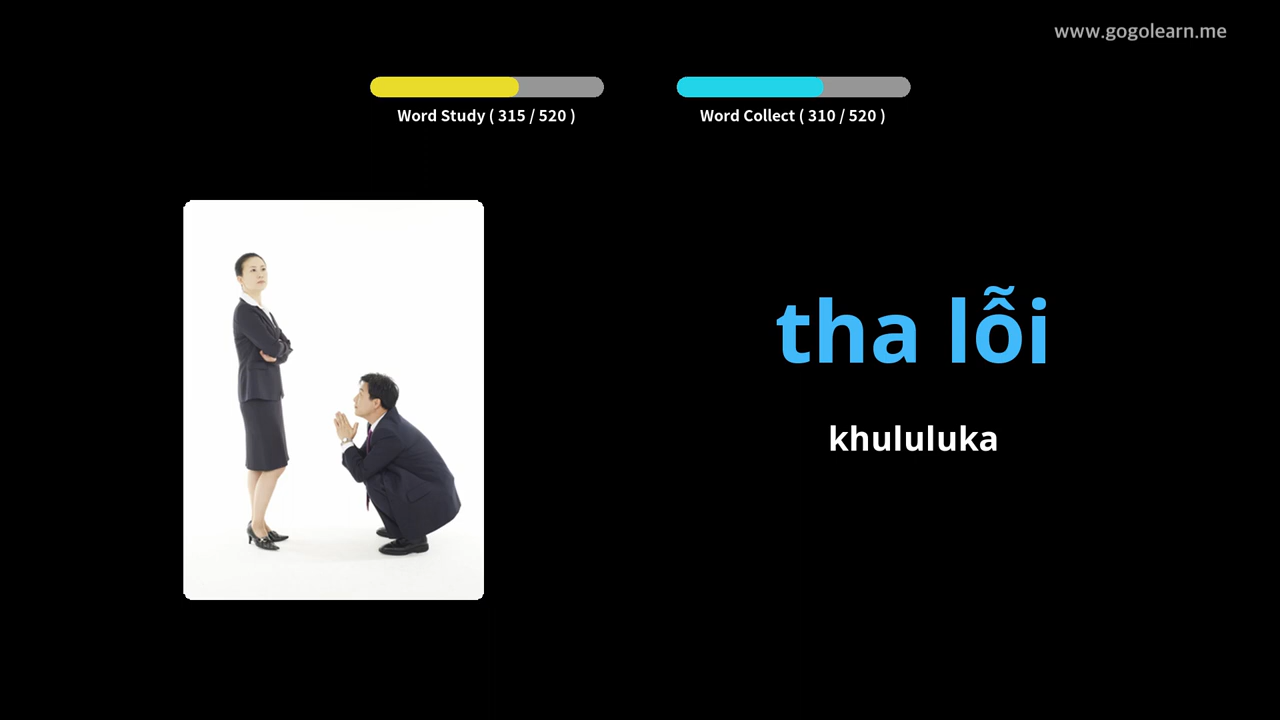 www.gogolearn.me
Word Study ( 315 / 520 )
Word Collect ( 310 / 520 )
tha lỗi
khululuka